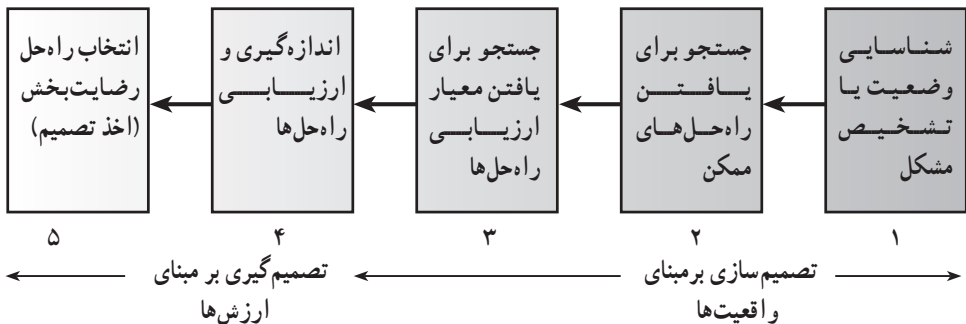 شناسایی
وضعیت یا
تشخیص
مشکل
جستجو برای
یافتن
راه‌حل‌های
ممکن
جستجو برای
یافتن معیار
ارزیابی
راه‌حل‌ها
اندازه‌گیری و
ارزیابی
راه‌حل‌ها
انتخاب راه‌حل
رضایت‌بخش
(اخذ تصمیم)
۱
۲
۳
۴
۵
تصمیم‌سازی برمبنای
واقعیت‌ها
تصمیم‌گیری بر مبنای
ارزش‌ها